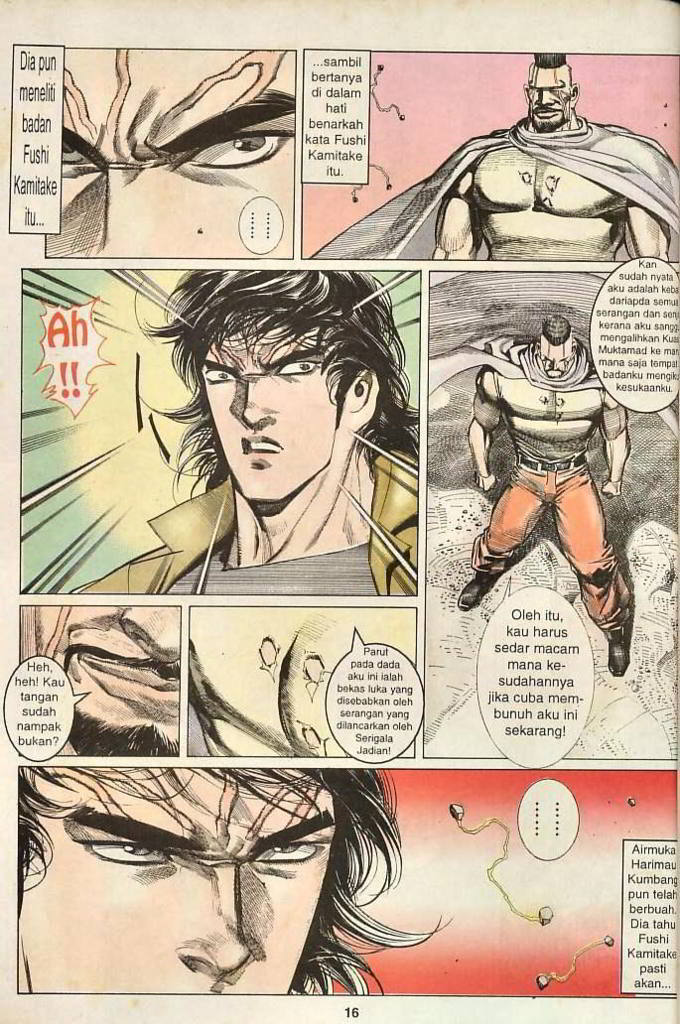 Dia pun
meneliti
badan
Fushi
Kamitake
itu...
...sambil
bertanya
di dalam
hati
benarkah
kata Fushi
Kamitake
itu.
Ah
!!
Kan
sudah nyata
aku adalah
dariapda
serangan dan
kerana aku
mengalihkan
Muktamad ke
mana saja
badanku
kesukaanku.
Heh,
heh! Kau
tangan
sudah
nampak
bukan?
Parut
pada dada
aku ini ialah
bekas luka yang
disebabkan oleh
serangan yang
dilancarkan oleh
Serigala
Jadian!
Oleh itu,
kau harus
sedar macam
mana ke-
sudahannya
jika cuba mem-
bunuh aku ini
sekarang!
Airmuka
Harimau
Kumbang
pun telah
berbuah.
Dia tahu
Fushi
Kamitake
pasti
akan...
16